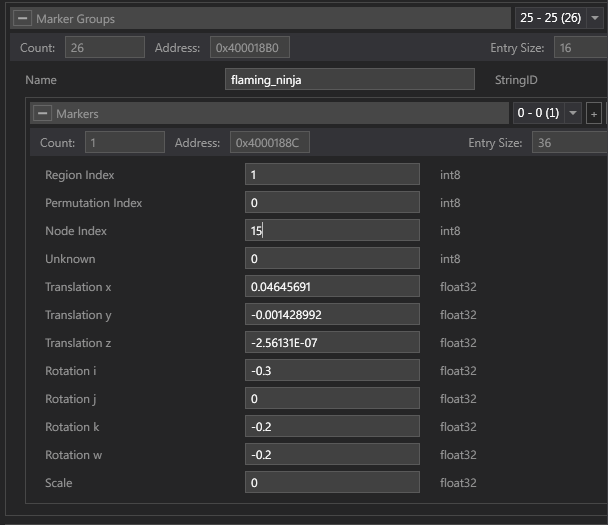 Marker Groups 25 - 25 (26)
Count: 26 Address: 0x400018B0 Entry Size: 16
Name flaming_ninja StringID
Markers 0 - 0 (1) +
Count: 1 Address: 0x4000188C Entry Size: 36
Region Index 1 int8
Permutation Index 0 int8
Node Index 15 int8
Unknown 0 int8
Translation x 0.04645691 float32
Translation y -0.001428992 float32
Translation z -2.56131E-07 float32
Rotation i -0.3 float32
Rotation j 0 float32
Rotation k -0.2 float32
Rotation w -0.2 float32
Scale 0 float32